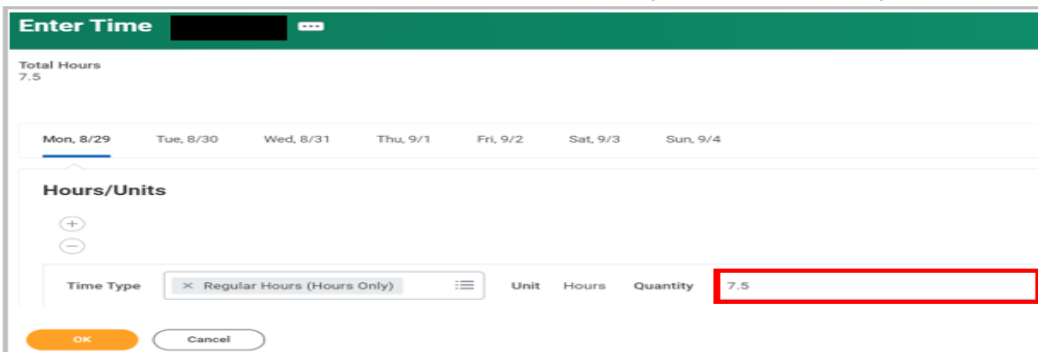 Enter Time
Total Hours
7.5
Mon, 8/29 Tue, 8/30 Wed, 8/31 Thu, 9/1 Fri, 9/2 Sat, 9/3 Sun, 9/4
Hours/Units
Time Type × Regular Hours (Hours Only) Unit Hours Quantity 7.5
OK Cancel